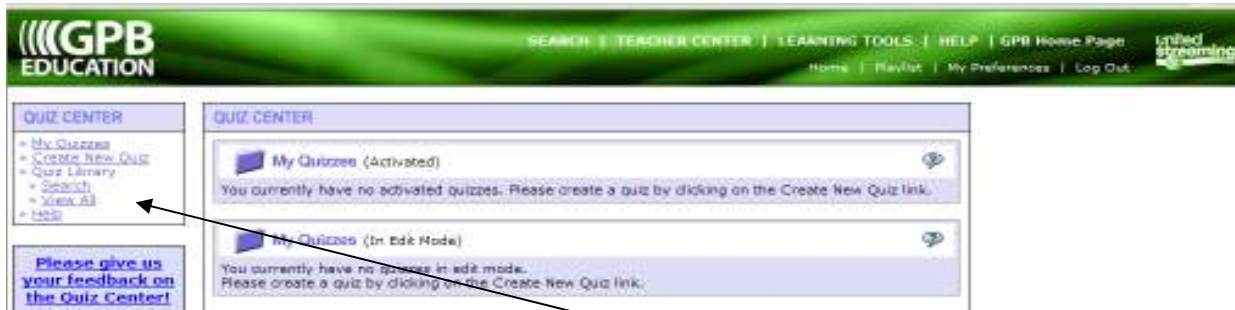 GPB
EDUCATION
SEARCH | TEACHER CENTER | LEARNING TOOLS | HELP | GPB Home Page
Home | Playlist | My Preferences | Log Out
united
streaming
QUIZ CENTER
» My Quizzes
» Create New Quiz
» Quiz Library
» Search
» View All
» Help
Please give us
your feedback on
the Quiz Center!
QUIZ CENTER
My Quizzes (Activated)
You currently have no activated quizzes. Please create a quiz by clicking on the Create New Quiz link.
My Quizzes (In Edit Mode)
You currently have no quizzes in edit mode.
Please create a quiz by clicking on the Create New Quiz link.